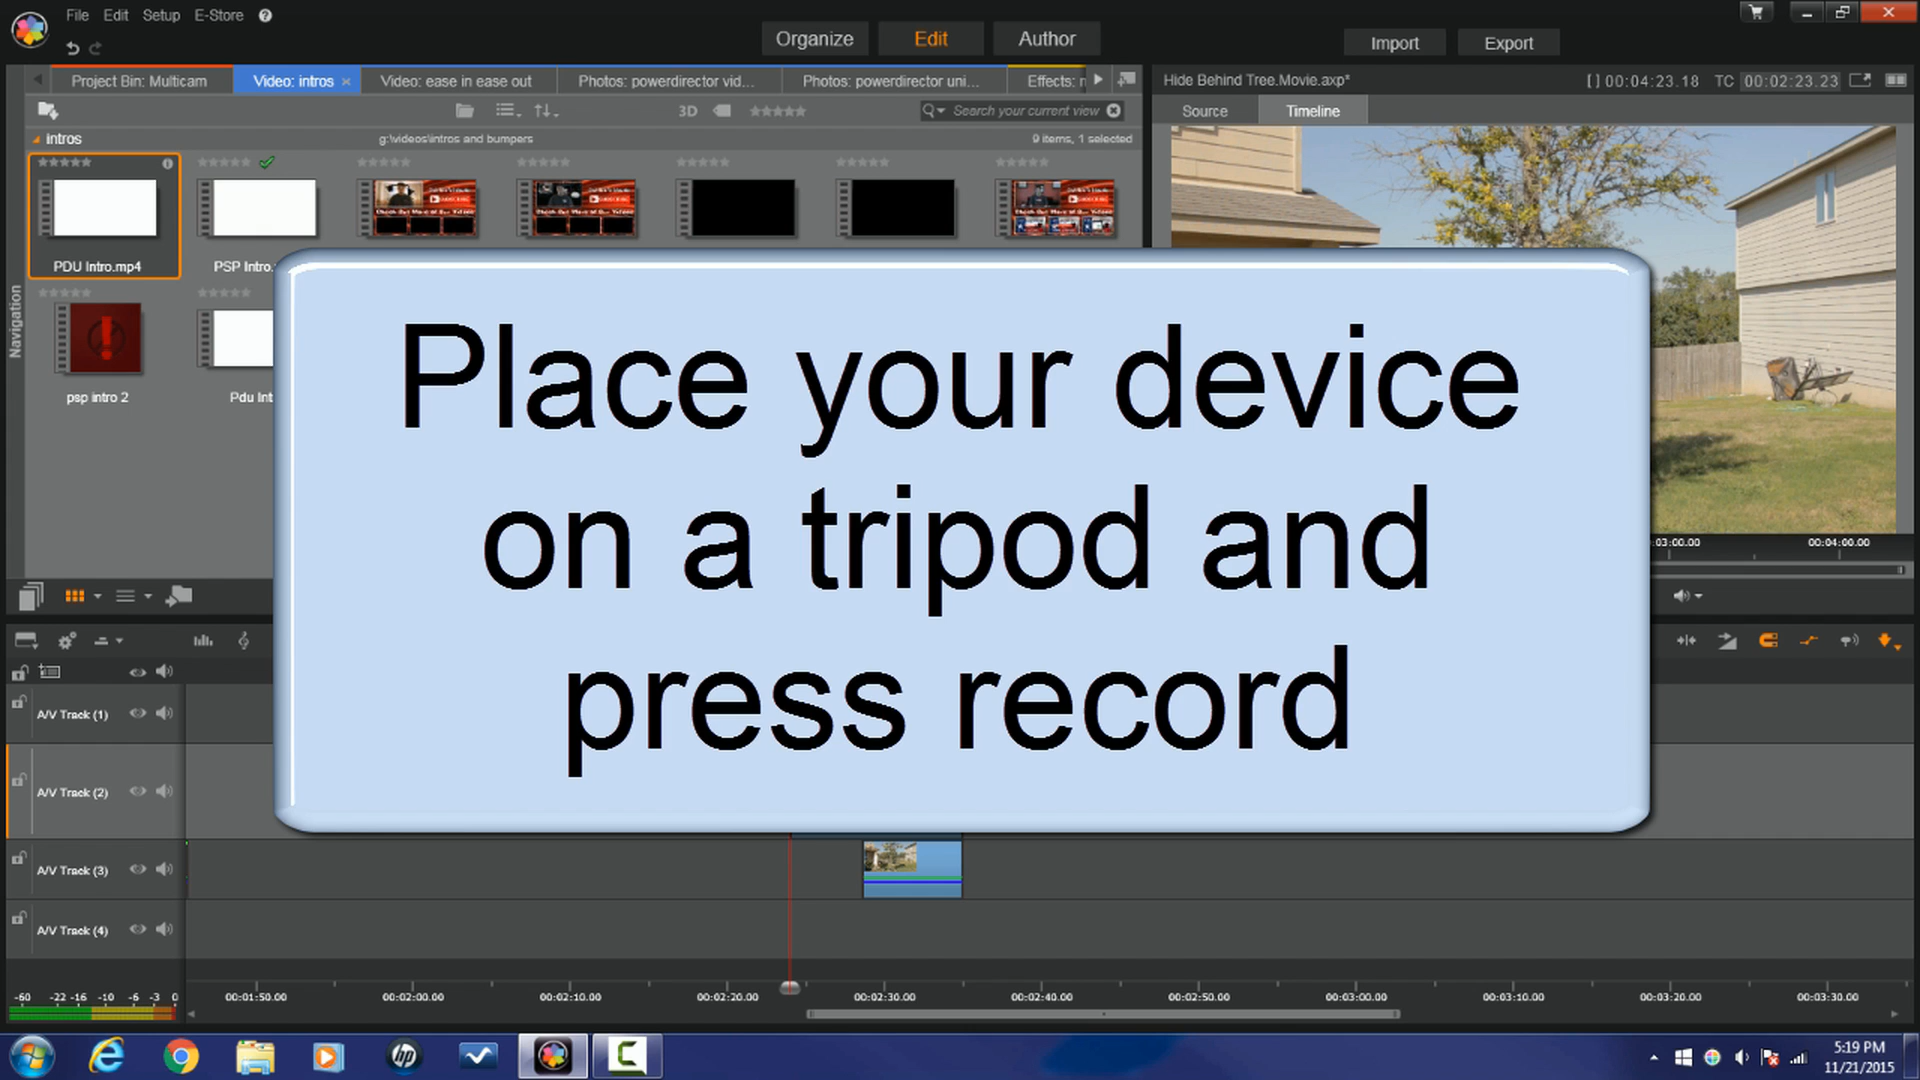 File Edit Setup E-Store
Organize Edit Author
Import Export
Project Bin: Multicam Video: intros Video: ease in ease out Photos: powerdirector vid... Photos: powerdirector uni... Effects: n
Hide Behind Tree.Movie.axp* [ ] 00:04:23.18 TC 00:02:23.23
3D Search your current view
Source Timeline
intros g:\videos\intros and bumpers 9 items, 1 selected
PDU Intro.mp4 PSP Intro.
psp intro 2 Pdu Int
Navigation
Place your device
on a tripod and
press record
:03:00.00 00:04:00.00
A/V Track (1)
A/V Track (2)
A/V Track (3)
A/V Track (4)
-60 -22 -16 -10 -6 -3 0 00:01:50.00 00:02:00.00 00:02:10.00 00:02:20.00 00:02:30.00 00:02:40.00 00:02:50.00 00:03:00.00 00:03:10.00 00:03:20.00 00:03:30.00
5:19 PM
11/21/2015